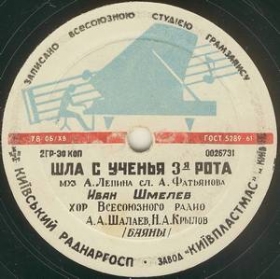 ЗАПИСАНО ВСЕСОЮЗНОЮ СТУДІЄЮ ГРАМЗАПИСУ
ГОСТ 5289-61
2ГР-30 КОП
0026731
ШЛА С УЧЕНЬЯ 3я РОТА
муз А. Лепина сл. А. Фатьянова
Иван Шмелев
ХОР ВСЕСОЮЗНОГО РАДИО
А. А. ШАЛАЕВ, Н. А. КРЫЛОВ
/БАЯНЫ/
КИЇВСЬКИЙ РАДНАРГОСП
ЗАВОД "КИЇВПЛАСТМАС"